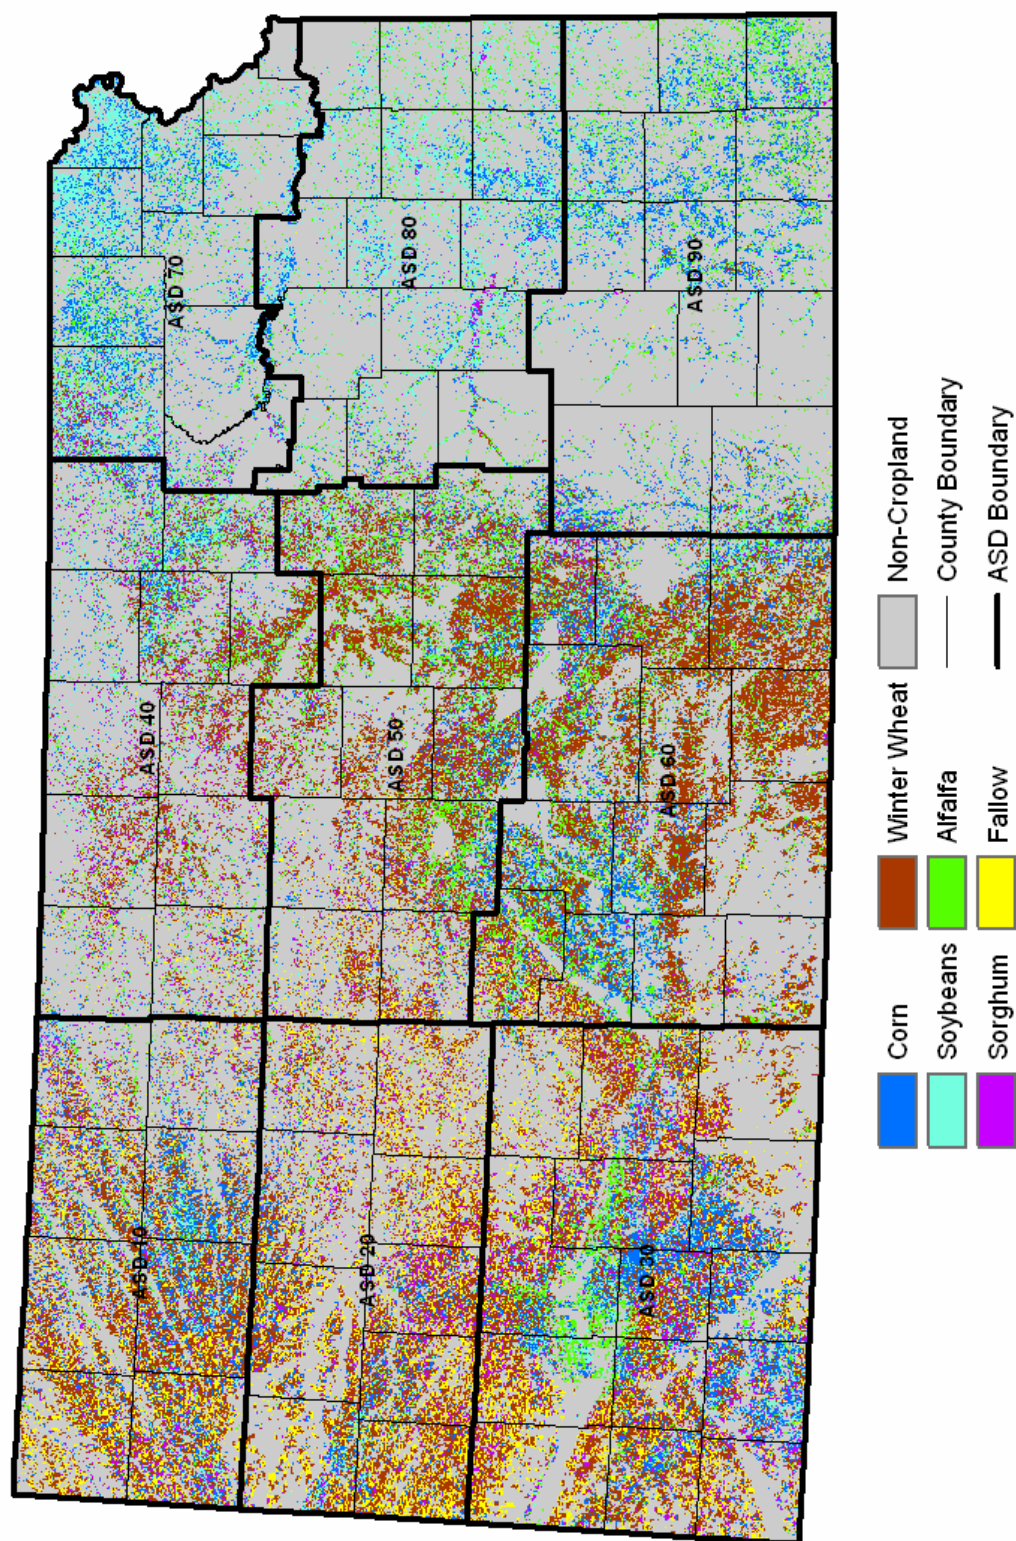 ASD 10
ASD 40
ASD 70
ASD 20
ASD 50
ASD 80
ASD 30
ASD 60
ASD 90
Corn
Winter Wheat
Non-Cropland
Soybeans
Alfalfa
County Boundary
Sorghum
Fallow
ASD Boundary